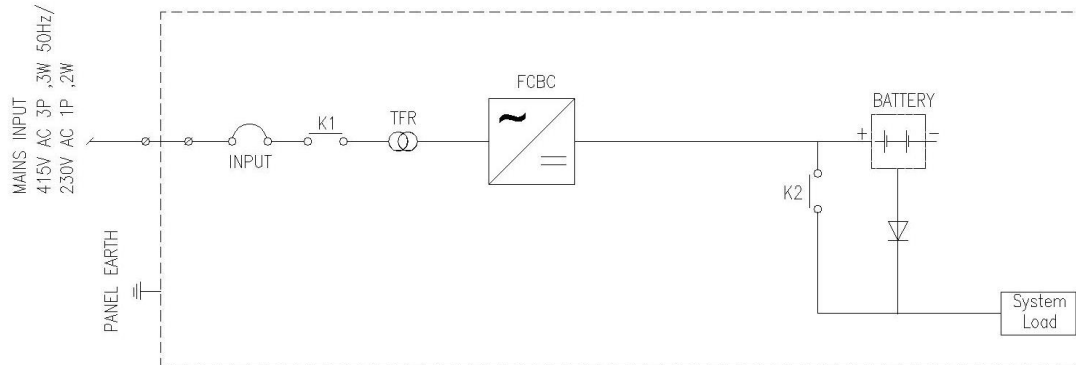 MAINS INPUT
415V AC 3P ,3W 50Hz/
230V AC 1P ,2W
INPUT
K1
TFR
FCBC
BATTERY
+
−
K2
PANEL EARTH
System
Load